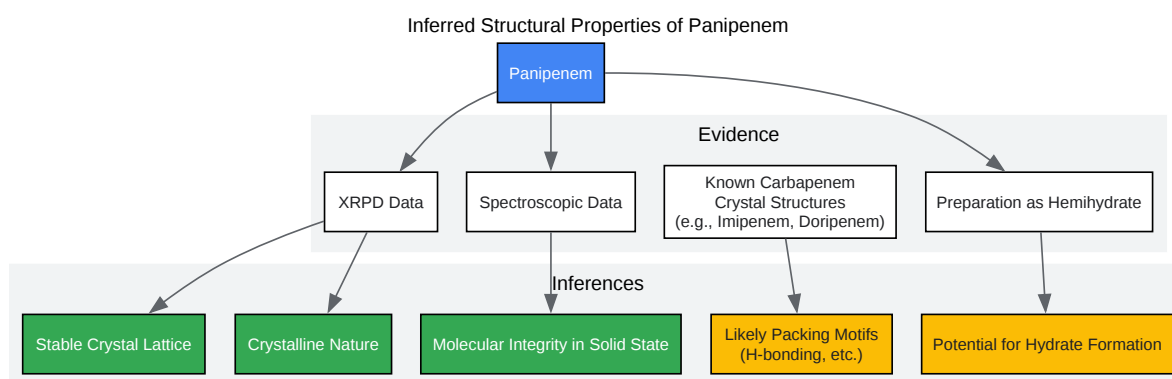 Inferred Structural Properties of Panipenem
Panipenem
Evidence
XRPD Data
Spectroscopic Data
Known Carbapenem
Crystal Structures
(e.g., Imipenem, Doripenem)
Preparation as Hemihydrate
Inferences
Stable Crystal Lattice
Crystalline Nature
Molecular Integrity in Solid State
Likely Packing Motifs
(H-bonding, etc.)
Potential for Hydrate Formation